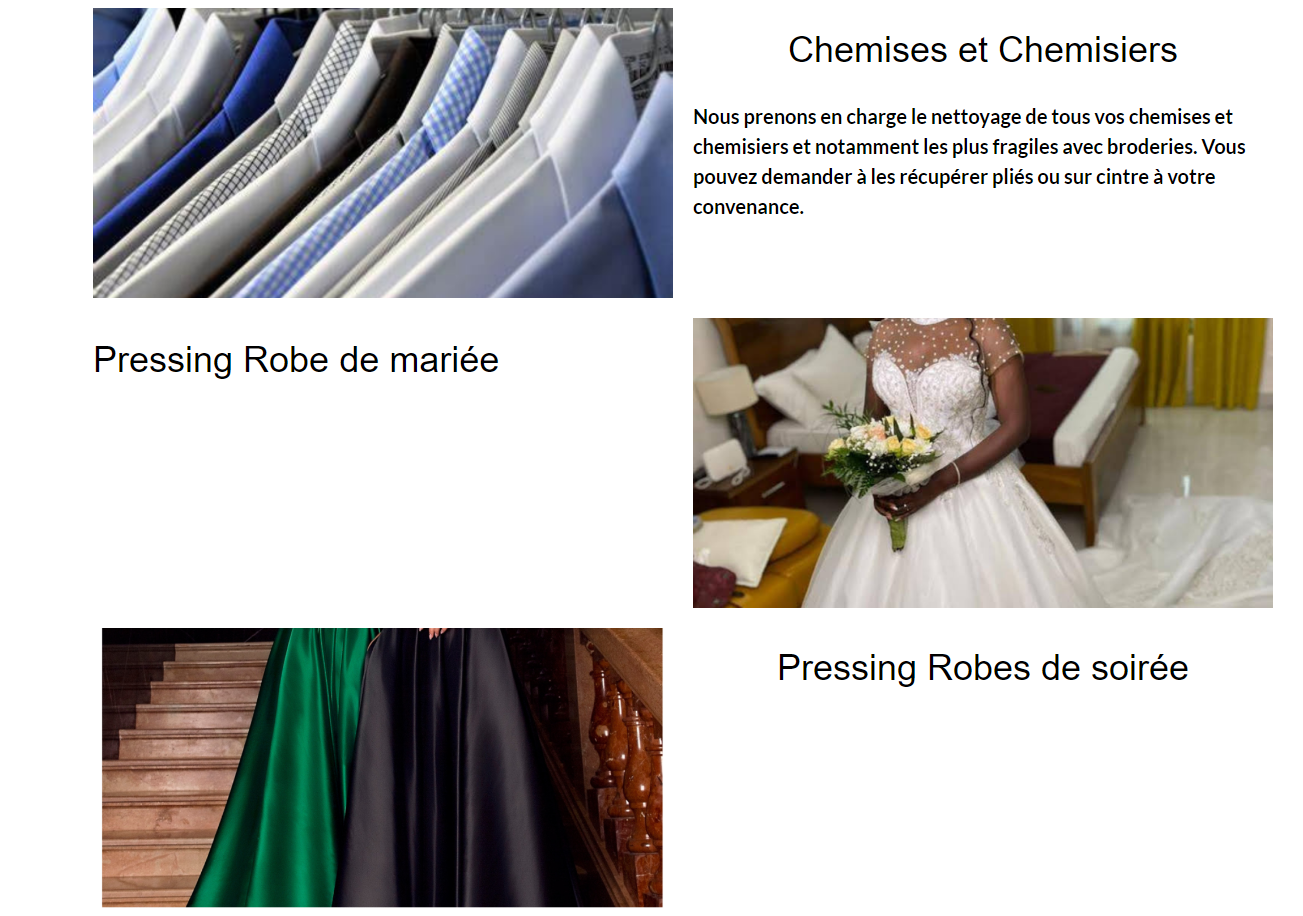 Chemises et Chemisiers
Nous prenons en charge le nettoyage de tous vos chemises et
chemisiers et notamment les plus fragiles avec broderies. Vous
pouvez demander à les récupérer pliés ou sur cintre à votre
convenance.
Pressing Robe de mariée
Pressing Robes de soirée